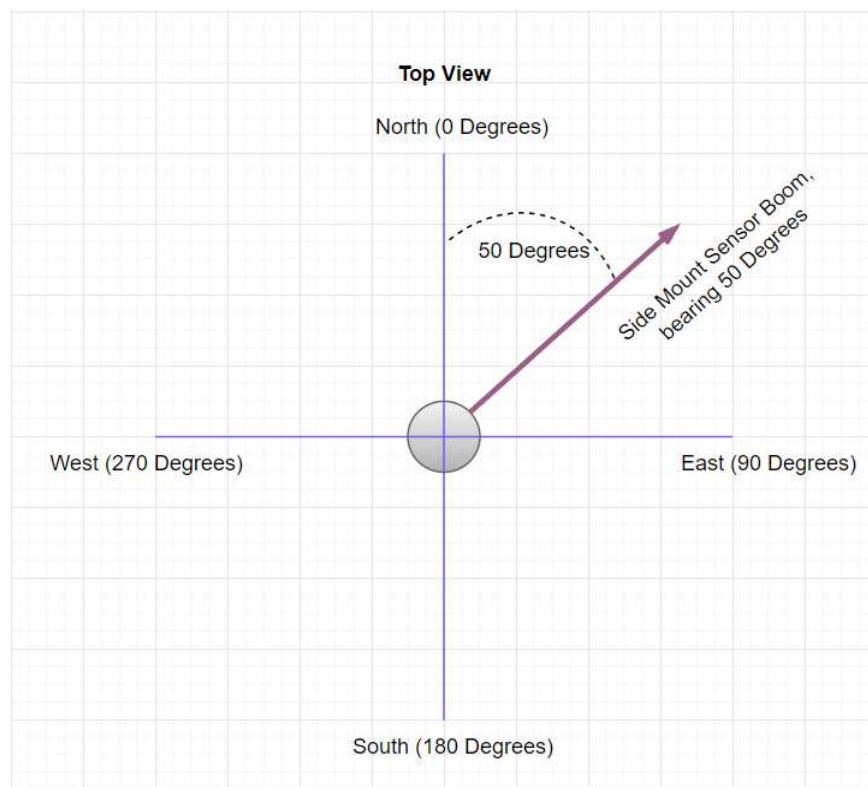 Top View
North (0 Degrees)
50 Degrees
Side Mount Sensor Boom,
bearing 50 Degrees
West (270 Degrees)
East (90 Degrees)
South (180 Degrees)